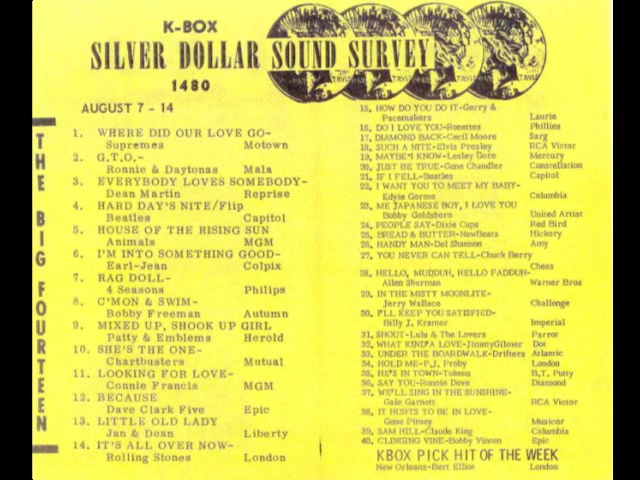 K-BOX
SILVER DOLLAR SOUND SURVEY
1480
AUGUST 7 - 14
THE BIG FOURTEEN
1. WHERE DID OUR LOVE GO-
Supremes Motown
2. G.T.O.-
Ronnie & Daytonas Mala
3. EVERYBODY LOVES SOMEBODY-
Dean Martin Reprise
4. HARD DAY'S NITE/Flip
Beatles Capitol
5. HOUSE OF THE RISING SUN
Animals MGM
6. I'M INTO SOMETHING GOOD-
Earl-Jean Colpix
7. RAG DOLL-
4 Seasons Philips
8. C'MON & SWIM-
Bobby Freeman Autumn
9. MIXED UP, SHOOK UP GIRL
Patty & Emblems Herold
10. SHE'S THE ONE-
Chartbusters Mutual
11. LOOKING FOR LOVE-
Connie Francis MGM
12. BECAUSE
Dave Clark Five Epic
13. LITTLE OLD LADY
Jan & Dean Liberty
14. IT'S ALL OVER NOW-
Rolling Stones London
15. HOW DO YOU DO IT-Gerry &
Pacemakers Laurie
16. DO I LOVE YOU-Ronettes Phillies
17. DIAMOND BACK-Cecil Moore Sarg
18. SUCH A NITE-Elvis Presley RCA Victor
19. MAYBE I KNOW-Lesley Gore Mercury
20. JUST BE TRUE-Gene Chandler Constellation
21. IF I FELL-Beatles Capitol
22. I WANT YOU TO MEET MY BABY-
Edyie Gorme Columbia
23. ME JAPANESE BOY, I LOVE YOU
Bobby Goldsboro United Artist
24. PEOPLE SAY-Dixie Cups Red Bird
25. BREAD & BUTTER-NewBeats Hickory
26. HANDY MAN-Del Shannon Amy
27. YOU NEVER CAN TELL-Chuck Berry
Chess
28. HELLO, MUDDUH, HELLO FADDUH-
Allen Sherman Warner Bros
29. IN THE MISTY MOONLITE-
Jerry Wallace Challenge
30. I'LL KEEP YOU SATISFIED-
Billy J. Kramer Imperial
31. SHOUT-Lulu & The Lovers Parrot
32. WHAT KIND'A LOVE-JimmyGilmer Dot
33. UNDER THE BOARDWALK-Drifters Atlantic
34. HOLD ME-P.J. Proby London
35. HE'S IN TOWN-Tokens B.T. Putty
36. SAY YOU-Ronnie Dove Diamond
37. WE'LL SING IN THE SUNSHINE-
Gale Garnett RCA Victor
38. IT HURTS TO BE IN LOVE-
Gene Pitney Musicor
39. SAM HILL-Claude King Columbia
40. CLINGING VINE-Bobby Vinton Epic
KBOX PICK HIT OF THE WEEK
New Orleans-Bert Elliot London